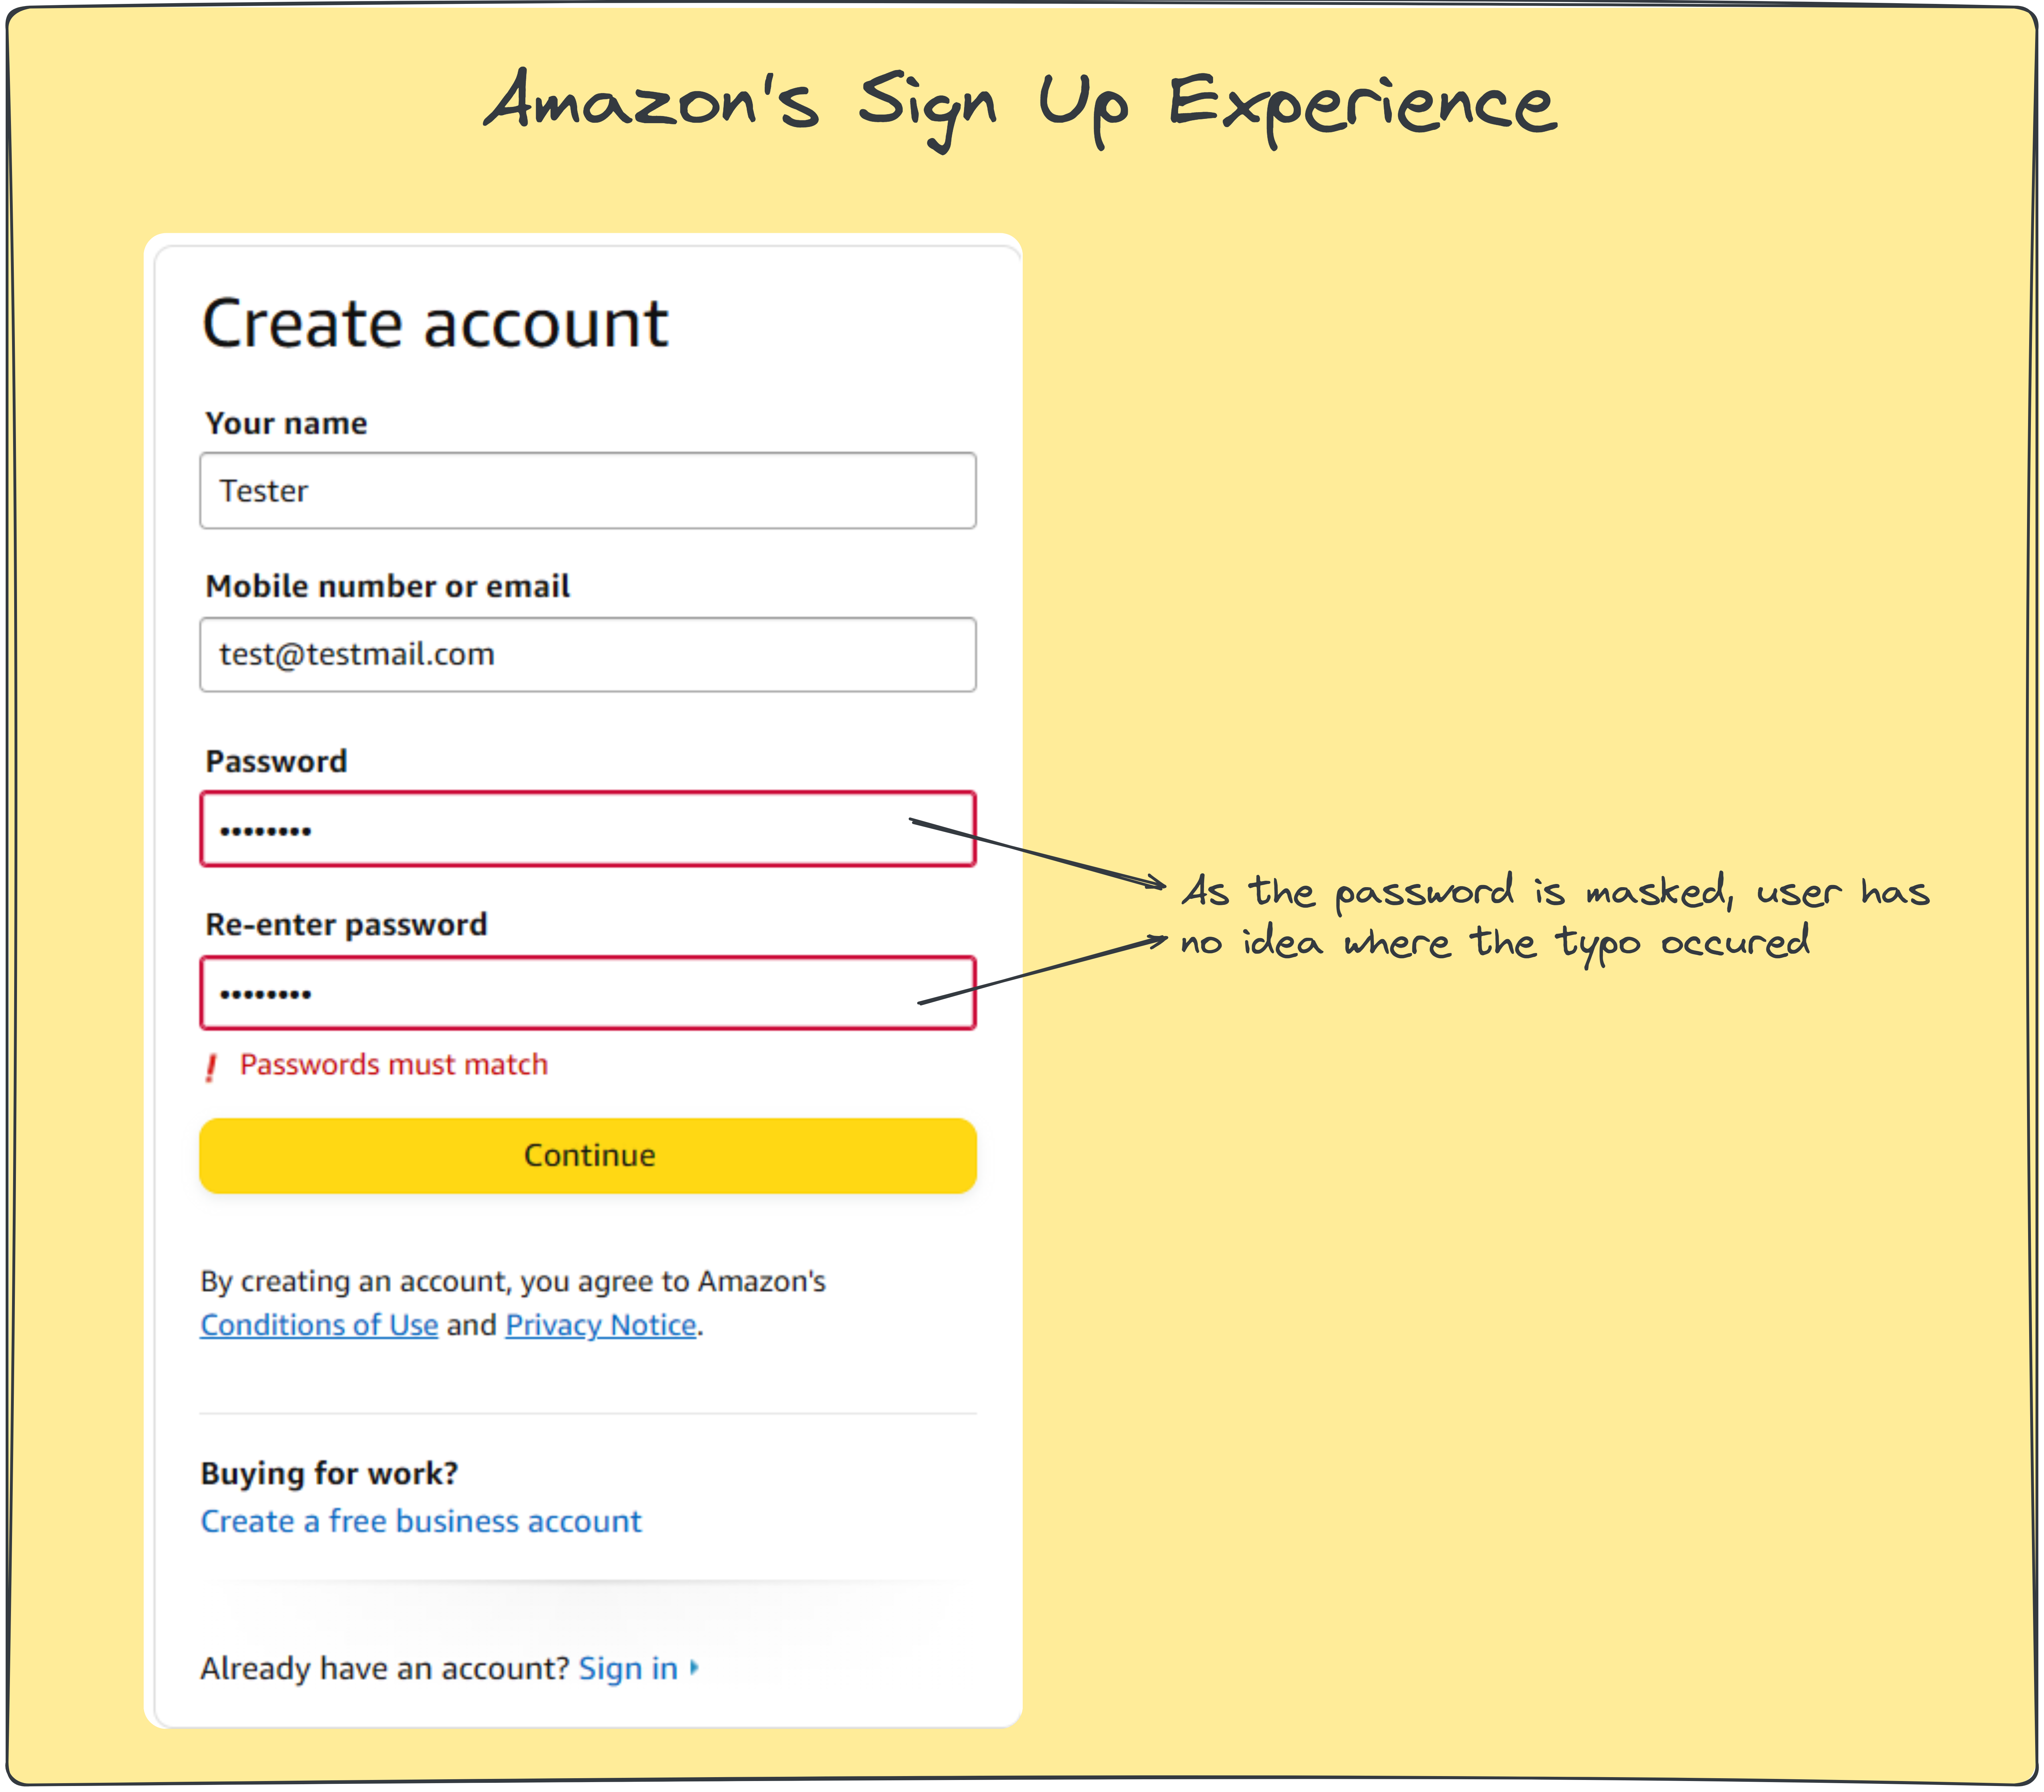 Amazon's Sign Up Experience
Create account
Your name
Tester
Mobile number or email
test@testmail.com
Password
••••••••
Re-enter password
••••••••
! Passwords must match
As the password is masked, user has
no idea where the typo occured
Continue
By creating an account, you agree to Amazon's
Conditions of Use and Privacy Notice.
Buying for work?
Create a free business account
Already have an account? Sign in